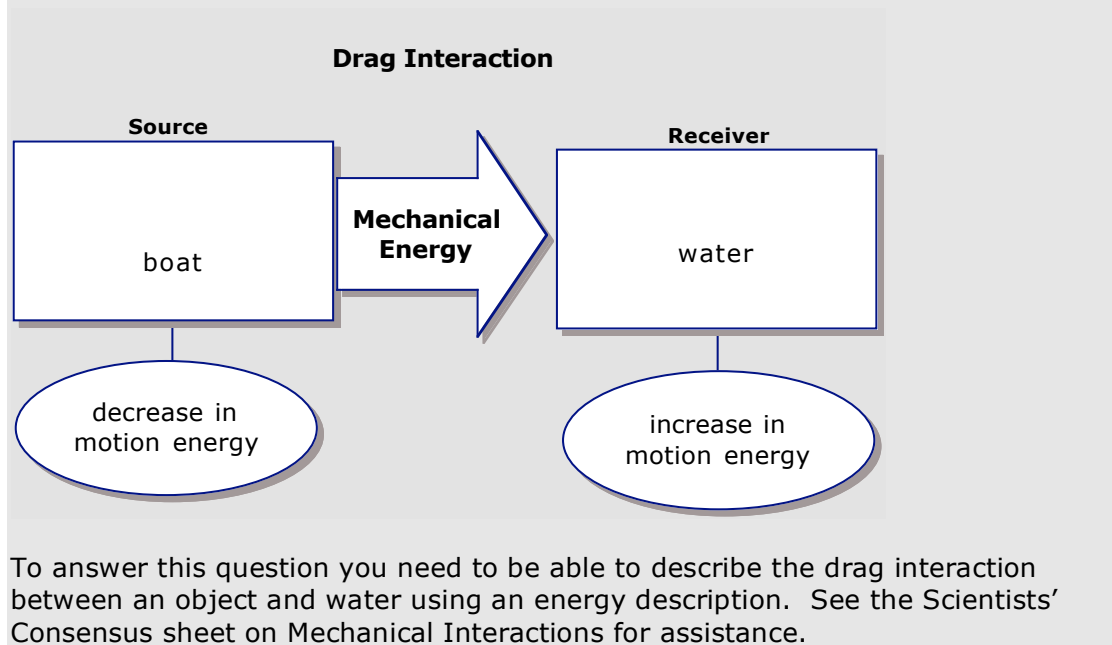 Drag Interaction
Source
Receiver
boat
Mechanical
Energy
water
decrease in
motion energy
increase in
motion energy
To answer this question you need to be able to describe the drag interaction
between an object and water using an energy description.  See the Scientists’
Consensus sheet on Mechanical Interactions for assistance.